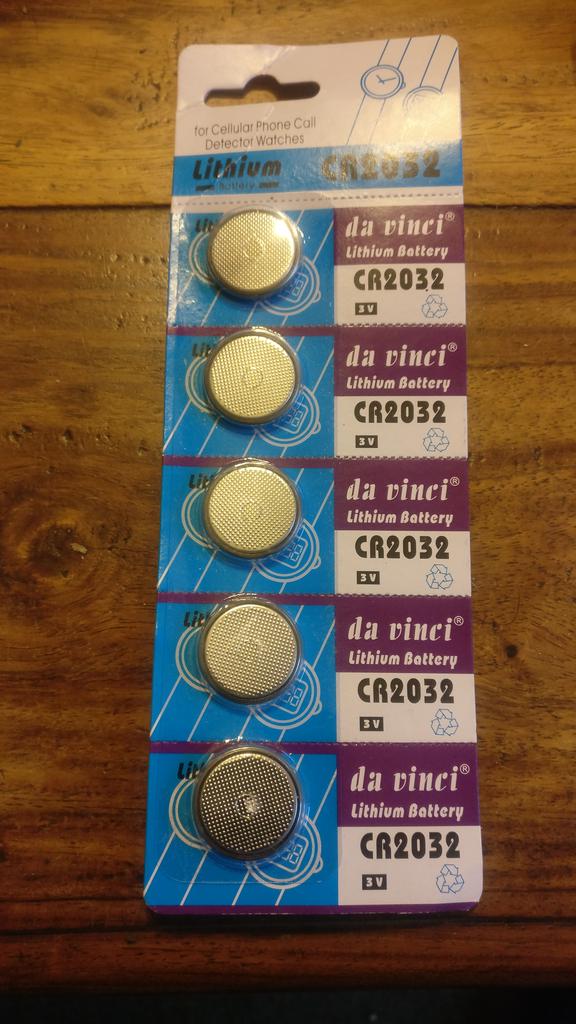 for Cellular Phone Call
Detector Watches
Lithium CR2032
Battery
da vinci®
Lithium Battery
CR2032
3V
da vinci®
Lithium Battery
CR2032
3V
da vinci®
Lithium Battery
CR2032
3V
da vinci®
Lithium Battery
CR2032
3V
da vinci®
Lithium Battery
CR2032
3V